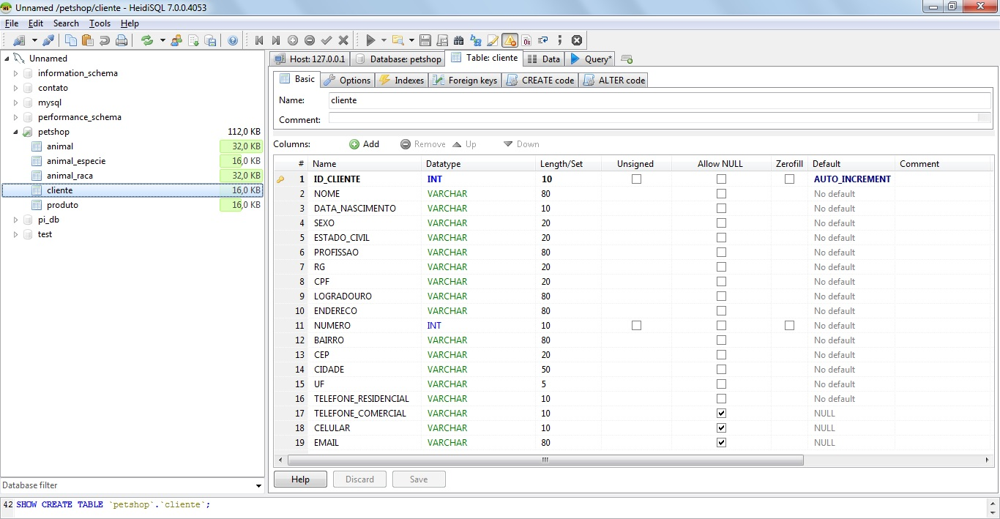 Unnamed /petshop/cliente - HeidiSQL 7.0.0.4053
File Edit Search Tools Help
Unnamed
information_schema
contato
mysql
performance_schema
petshop 112,0 KB
animal 32,0 KB
animal_especie 16,0 KB
animal_raca 32,0 KB
cliente 16,0 KB
produto 16,0 KB
pi_db
test
Database filter
Host: 127.0.0.1 Database: petshop Table: cliente Data Query*
Basic Options Indexes Foreign keys CREATE code ALTER code
Name: cliente
Comment:
Columns: Add Remove Up Down
# Name Datatype Length/Set Unsigned Allow NULL Zerofill Default Comment
1 ID_CLIENTE INT 10 AUTO_INCREMENT
2 NOME VARCHAR 80 No default
3 DATA_NASCIMENTO VARCHAR 10 No default
4 SEXO VARCHAR 20 No default
5 ESTADO_CIVIL VARCHAR 20 No default
6 PROFISSAO VARCHAR 80 No default
7 RG VARCHAR 20 No default
8 CPF VARCHAR 20 No default
9 LOGRADOURO VARCHAR 80 No default
10 ENDERECO VARCHAR 80 No default
11 NUMERO INT 10 No default
12 BAIRRO VARCHAR 80 No default
13 CEP VARCHAR 20 No default
14 CIDADE VARCHAR 50 No default
15 UF VARCHAR 5 No default
16 TELEFONE_RESIDENCIAL VARCHAR 10 No default
17 TELEFONE_COMERCIAL VARCHAR 10 NULL
18 CELULAR VARCHAR 10 NULL
19 EMAIL VARCHAR 80 NULL
Help Discard Save
42 SHOW CREATE TABLE `petshop`.`cliente`;